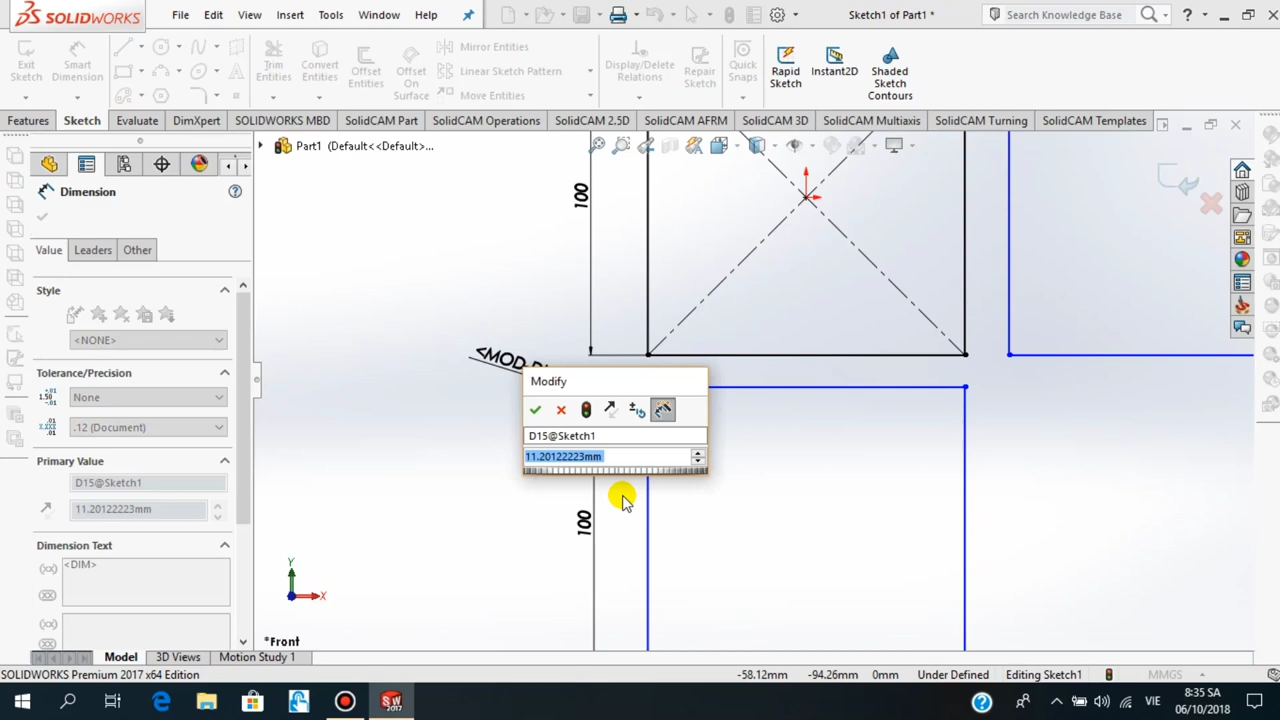 SOLIDWORKS
File Edit View Insert Tools Window Help
Sketch1 of Part1 *
Search Knowledge Base
?
Exit Sketch
Smart Dimension
Trim Entities
Convert Entities
Offset Entities
Offset On Surface
Mirror Entities
Linear Sketch Pattern
Move Entities
Display/Delete Relations
Repair Sketch
Quick Snaps
Rapid Sketch
Instant2D
Shaded Sketch Contours
Features Sketch Evaluate DimXpert SOLIDWORKS MBD SolidCAM Part SolidCAM Operations SolidCAM 2.5D SolidCAM AFRM SolidCAM 3D SolidCAM Multiaxis SolidCAM Turning SolidCAM Templates
Part1 (Default<<Default>...
Dimension
Value Leaders Other
Style
<NONE>
Tolerance/Precision
None
.12 (Document)
Primary Value
D15@Sketch1
11.20122223mm
Dimension Text
<DIM>
100
Modify
D15@Sketch1
11.20122223mm
100
Y
X
*Front
Model 3D Views Motion Study 1
SOLIDWORKS Premium 2017 x64 Edition
-58.12mm -94.26mm 0mm Under Defined Editing Sketch1 MMGS
VIE
8:35 SA
06/10/2018